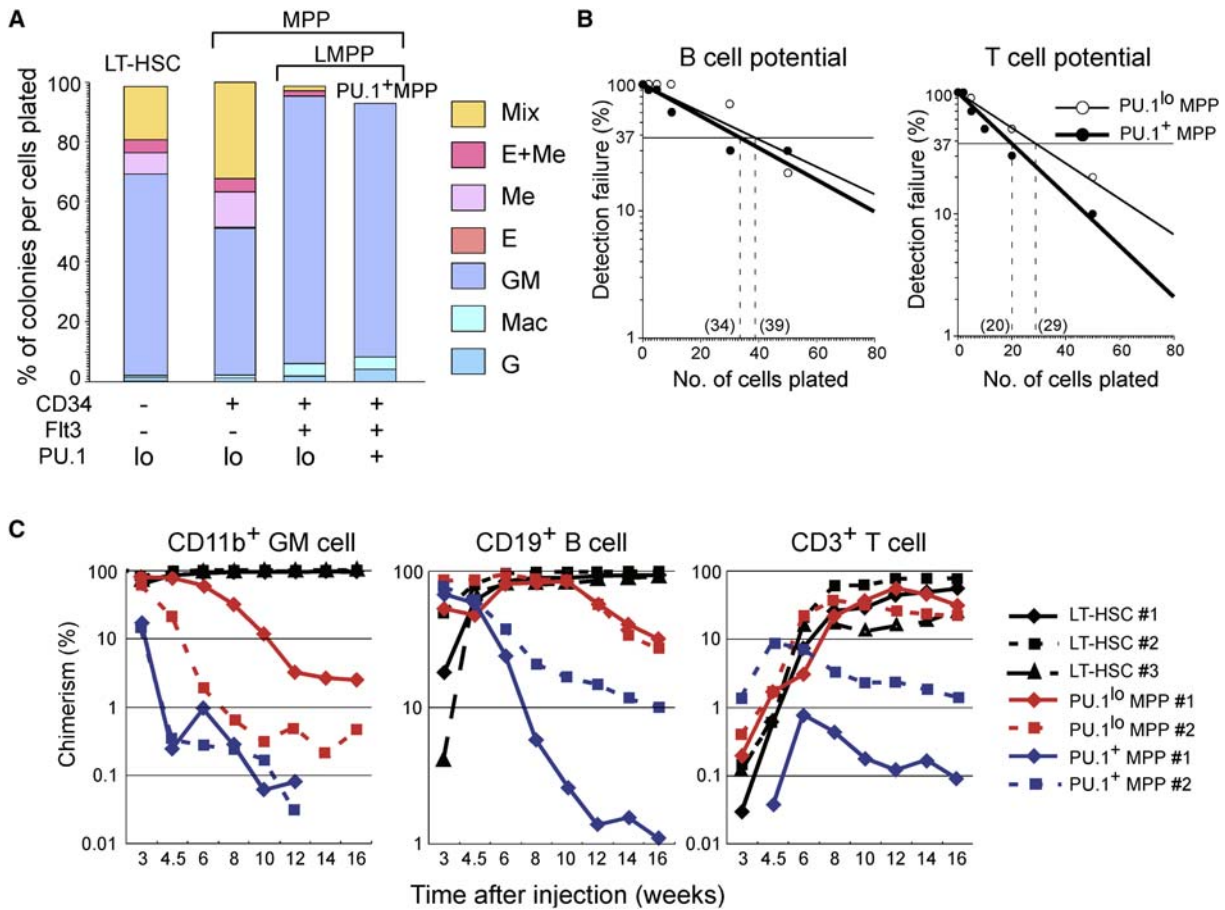 A
MPP
LMPP
LT-HSC
PU.1+MPP
% of colonies per cells plated
100
80
60
40
20
0
Mix
E+Me
Me
E
GM
Mac
G
CD34 - + + +
Flt3 - - + +
PU.1 lo lo lo +
B
B cell potential
Detection failure (%)
100
37
10
1
(34) (39)
0 20 40 60 80
No. of cells plated
T cell potential
Detection failure (%)
100
37
10
1
(20) (29)
0 20 40 60 80
No. of cells plated
PU.1lo MPP
PU.1+ MPP
C
CD11b+ GM cell
Chimerism (%)
100
10
1
0.1
0.01
3 4.5 6 8 10 12 14 16
CD19+ B cell
100
10
1
3 4.5 6 8 10 12 14 16
CD3+ T cell
100
10
1
0.1
0.01
3 4.5 6 8 10 12 14 16
Time after injection (weeks)
LT-HSC #1
LT-HSC #2
LT-HSC #3
PU.1lo MPP #1
PU.1lo MPP #2
PU.1+ MPP #1
PU.1+ MPP #2